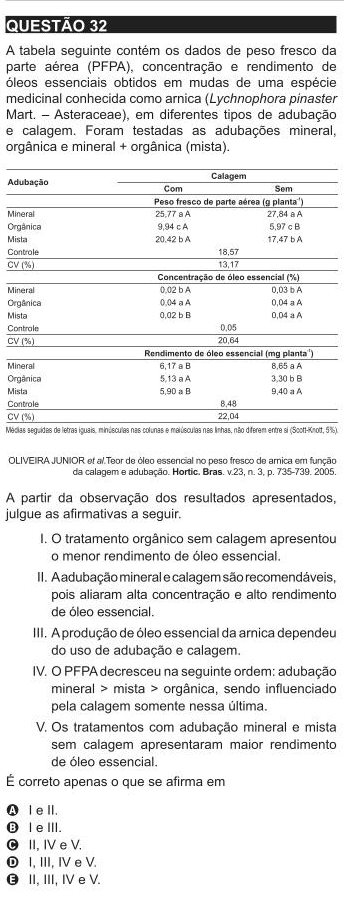 QUESTÃO 32
A tabela seguinte contém os dados de peso fresco da
parte aérea (PFPA), concentração e rendimento de
óleos essenciais obtidos em mudas de uma espécie
medicinal conhecida como arnica (Lychnophora pinaster
Mart. – Asteraceae), em diferentes tipos de adubação
e calagem. Foram testadas as adubações mineral,
orgânica e mineral + orgânica (mista).
Adubação Calagem
Com Sem
Peso fresco de parte aérea (g planta⁻¹)
Mineral 25,77 a A 27,84 a A
Orgânica 9,94 c A 5,97 c B
Mista 20,42 b A 17,47 b A
Controle 18,57
CV (%) 13,17
Concentração de óleo essencial (%)
Mineral 0,02 b A 0,03 b A
Orgânica 0,04 a A 0,04 a A
Mista 0,02 b B 0,04 a A
Controle 0,05
CV (%) 20,64
Rendimento de óleo essencial (mg planta⁻¹)
Mineral 6,17 a B 8,65 a A
Orgânica 5,13 a A 3,30 b B
Mista 5,90 a B 9,40 a A
Controle 8,48
CV (%) 22,04
Médias seguidas de letras iguais, minúsculas nas colunas e maiúsculas nas linhas, não diferem entre si (Scott-Knott, 5%).
OLIVEIRA JUNIOR et al.Teor de óleo essencial no peso fresco de arnica em função
da calagem e adubação. Hortic. Bras. v.23, n. 3, p. 735-739. 2005.
A partir da observação dos resultados apresentados,
julgue as afirmativas a seguir.
I. O tratamento orgânico sem calagem apresentou
o menor rendimento de óleo essencial.
II. A adubação mineral e calagem são recomendáveis,
pois aliaram alta concentração e alto rendimento
de óleo essencial.
III. A produção de óleo essencial da arnica dependeu
do uso de adubação e calagem.
IV. O PFPA decresceu na seguinte ordem: adubação
mineral > mista > orgânica, sendo influenciado
pela calagem somente nessa última.
V. Os tratamentos com adubação mineral e mista
sem calagem apresentaram maior rendimento
de óleo essencial.
É correto apenas o que se afirma em
A I e II.
B I e III.
C II, IV e V.
D I, III, IV e V.
E II, III, IV e V.